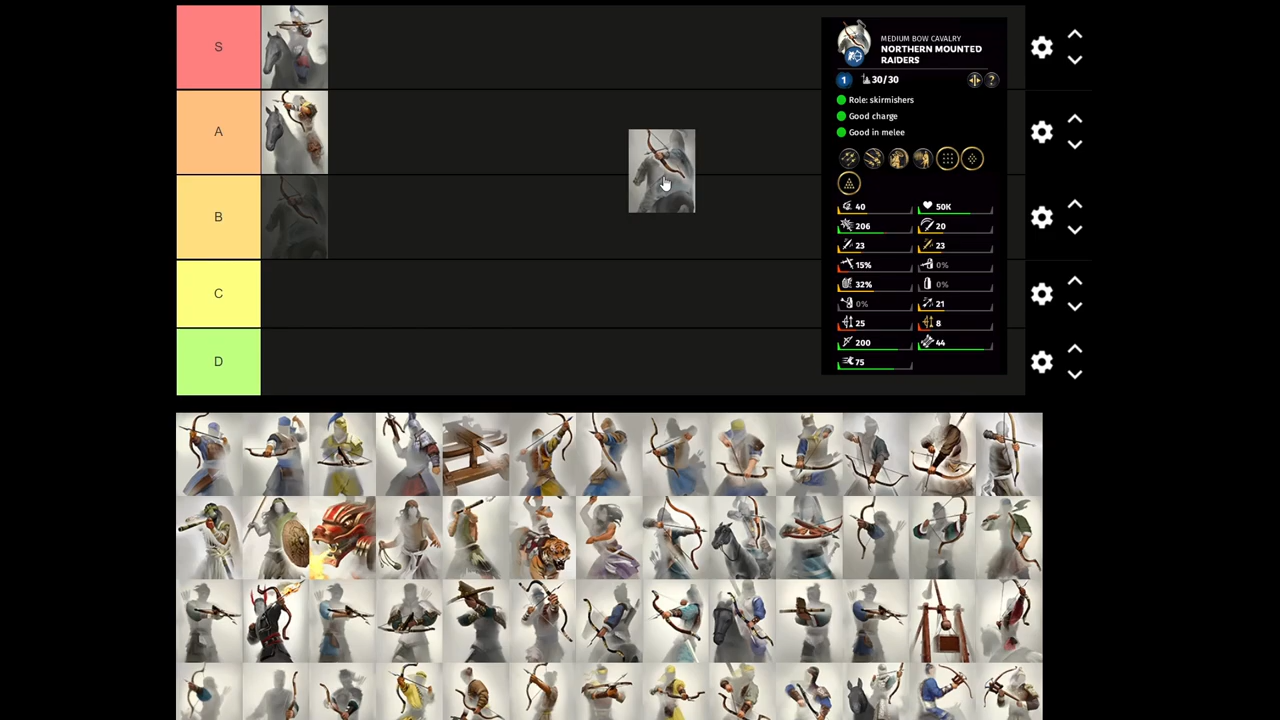 S
A
B
C
D
MEDIUM BOW CAVALRY
NORTHERN MOUNTED
RAIDERS
1 30/30 ?
Role: skirmishers
Good charge
Good in melee
40 50K
206 20
23 23
15% 0%
32% 0%
0% 21
25 8
200 44
75